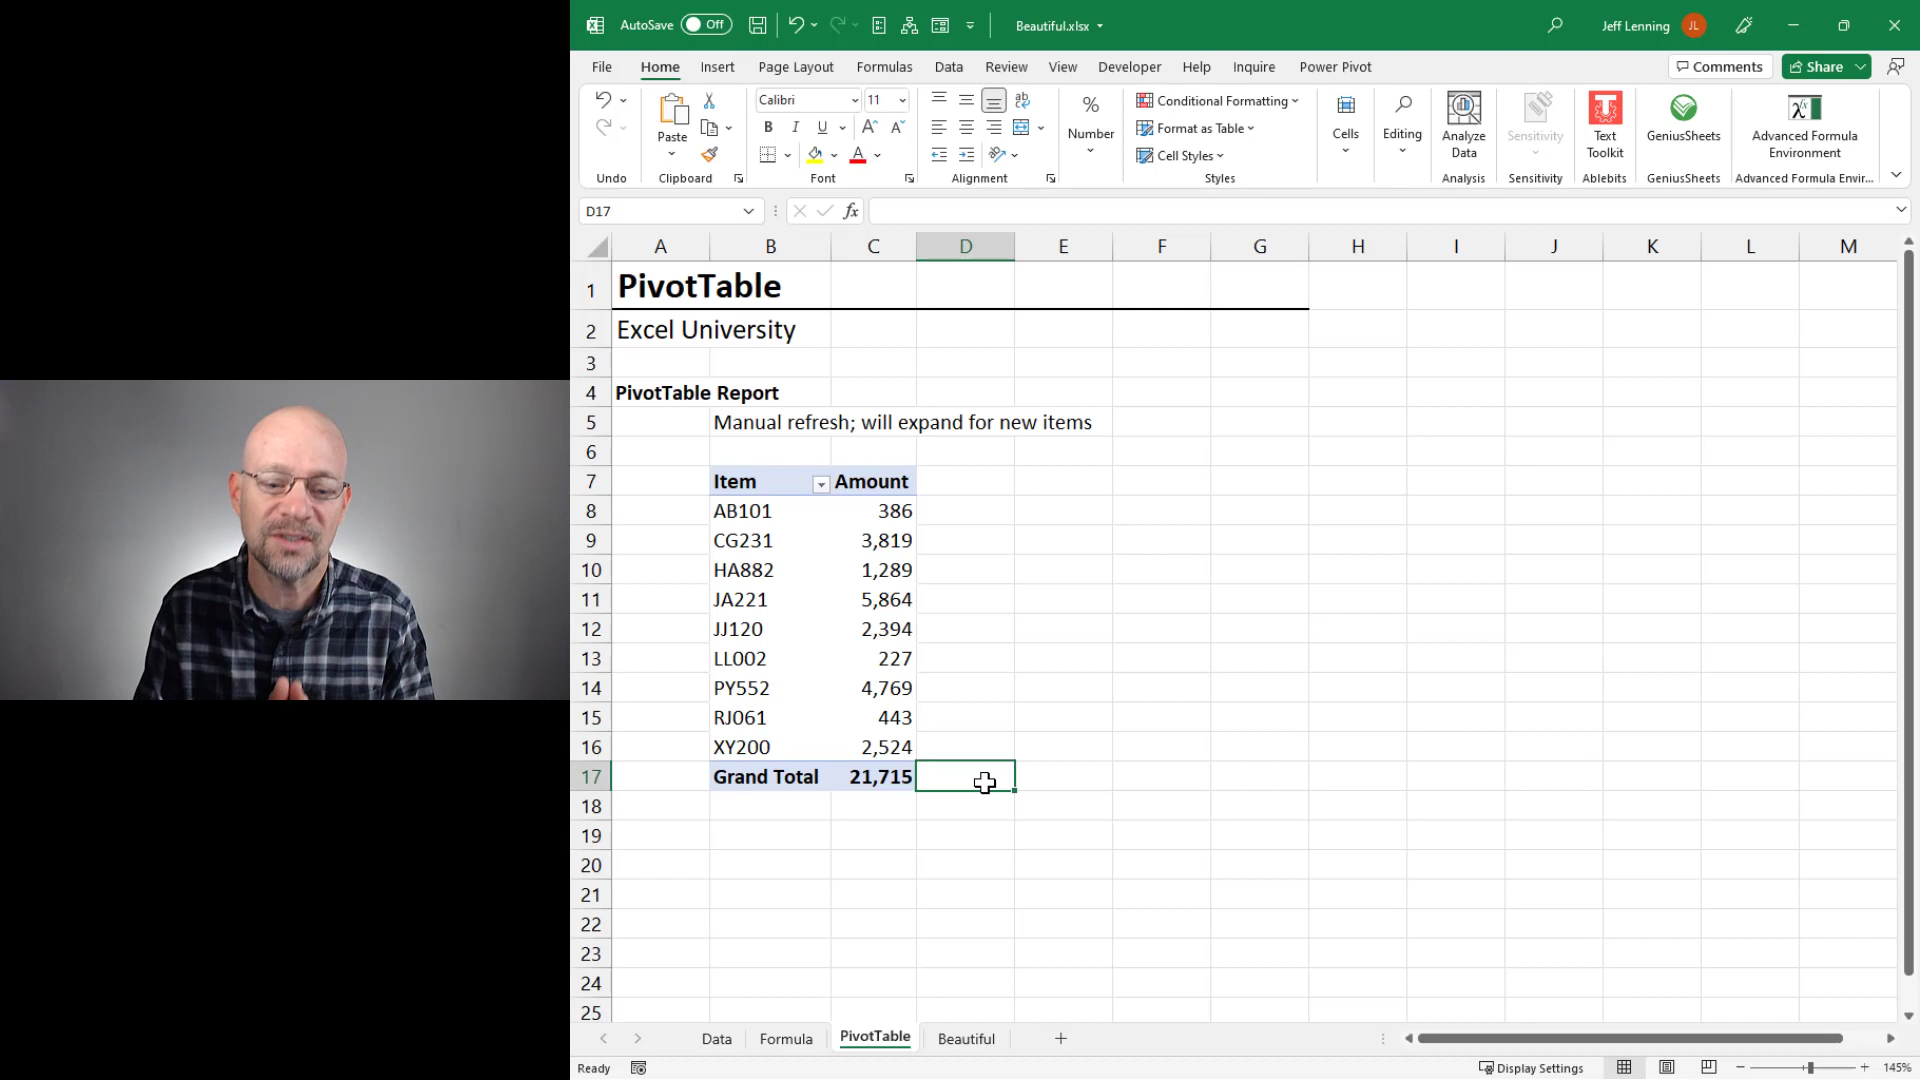 AutoSave Off Beautiful.xlsx Jeff Lenning JL
File Home Insert Page Layout Formulas Data Review View Developer Help Inquire Power Pivot Comments Share
Calibri 11 ab Conditional Formatting
Paste B I U A A Number Format as Table Cells Editing Analyze Data Sensitivity Text Toolkit GeniusSheets Advanced Formula Environment
Cell Styles
Undo Clipboard Font Alignment Styles Analysis Sensitivity Ablebits GeniusSheets Advanced Formula Envir...
D17 fx
A B C D E F G H I J K L M
1 PivotTable
2 Excel University
3
4 PivotTable Report
5 Manual refresh; will expand for new items
6
7 Item Amount
8 AB101 386
9 CG231 3,819
10 HA882 1,289
11 JA221 5,864
12 JJ120 2,394
13 LL002 227
14 PY552 4,769
15 RJ061 443
16 XY200 2,524
17 Grand Total 21,715
18
19
20
21
22
23
24
25
Data Formula PivotTable Beautiful
Ready Display Settings 145%